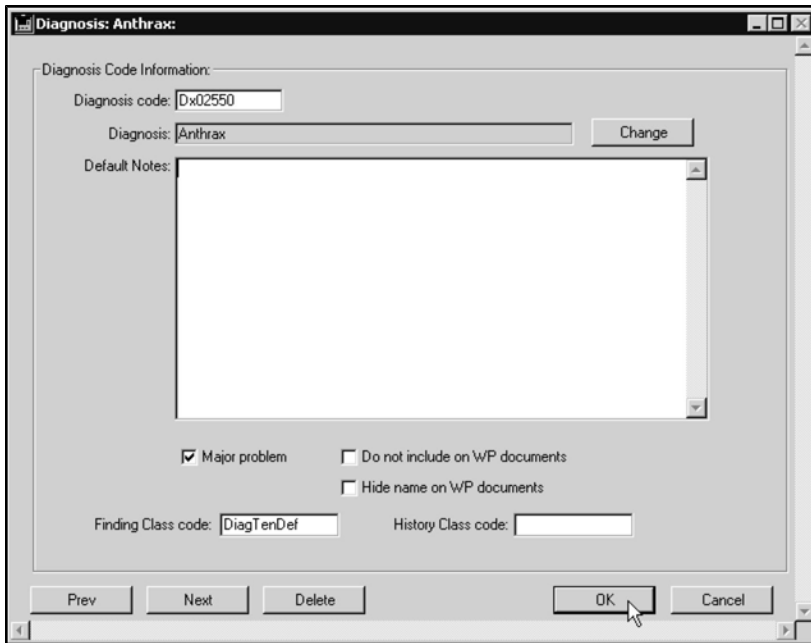 Diagnosis: Anthrax:
Diagnosis Code Information:
Diagnosis code: Dx02550
Diagnosis: Anthrax Change
Default Notes:
Major problem Do not include on WP documents
Hide name on WP documents
Finding Class code: DiagTenDef History Class code:
Prev Next Delete OK Cancel